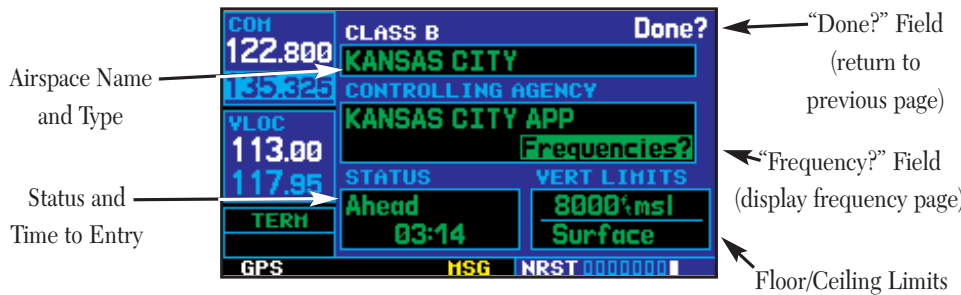 COM
122.800
135.325
VLOC
113.00
117.95
TERM
GPS
MSG
NRST
CLASS B
Done?
KANSAS CITY
CONTROLLING AGENCY
KANSAS CITY APP
Frequencies?
STATUS
Ahead
03:14
VERT LIMITS
8000ft msl
Surface
Airspace Name
and Type
Status and
Time to Entry
“Done?” Field
(return to
previous page)
“Frequency?” Field
(display frequency page)
Floor/Ceiling Limits